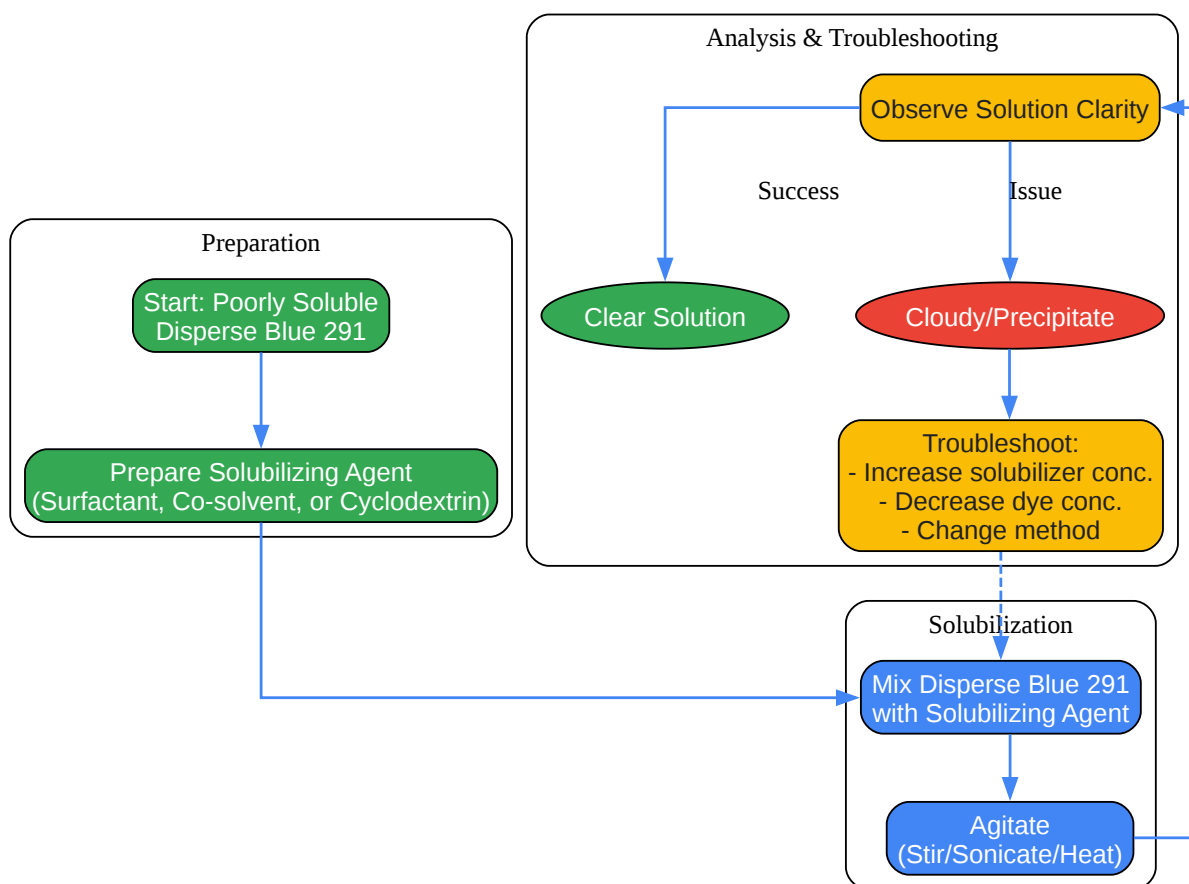 Analysis & Troubleshooting
Observe Solution Clarity
Success
Issue
Preparation
Start: Poorly Soluble
Disperse Blue 291
Clear Solution
Cloudy/Precipitate
Prepare Solubilizing Agent
(Surfactant, Co-solvent, or Cyclodextrin)
Troubleshoot:
- Increase solubilizer conc.
- Decrease dye conc.
- Change method
Solubilization
Mix Disperse Blue 291
with Solubilizing Agent
Agitate
(Stir/Sonicate/Heat)